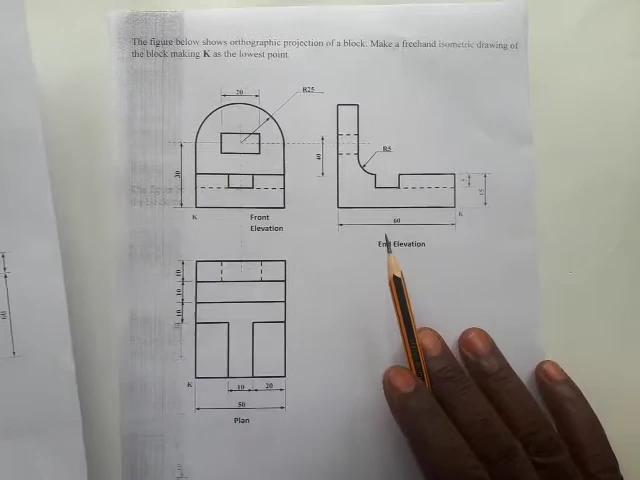 The figure below shows orthographic projection of a block. Make a freehand isometric drawing of
the block making K as the lowest point
20
R25
R5
40
30
5
15
K
Front
Elevation
60
K
End Elevation
10
10
10
60
K
10
20
50
Plan